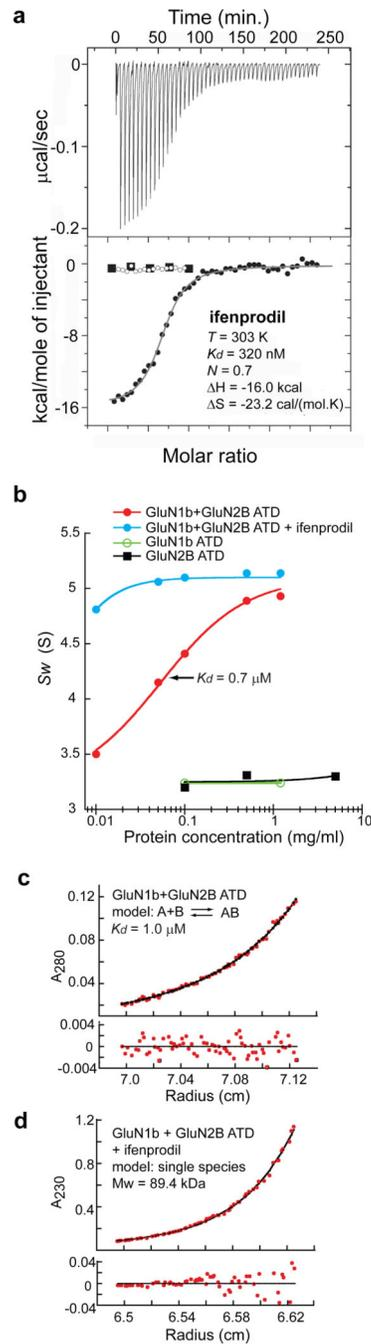 a
Time (min.)
0 50 100 150 200 250
0
-0.1
-0.2
μcal/sec
0
-8
-16
kcal/mole of injectant
ifenprodil
T = 303 K
Kd = 320 nM
N = 0.7
ΔH = -16.0 kcal
ΔS = -23.2 cal/(mol.K)
Molar ratio
b
GluN1b+GluN2B ATD
GluN1b+GluN2B ATD + ifenprodil
GluN1b ATD
GluN2B ATD
5.5
5
4.5
4
3.5
3
Sw (S)
Kd = 0.7 μM
0.01 0.1 1 10
Protein concentration (mg/ml)
c
GluN1b+GluN2B ATD
model: A+B ⇌ AB
Kd = 1.0 μM
0.12
0.08
0.04
A280
0.004
0
-0.004
7.0 7.04 7.08 7.12
Radius (cm)
d
GluN1b + GluN2B ATD
+ ifenprodil
model: single species
Mw = 89.4 kDa
1.2
0.8
0.4
A230
0.04
0
-0.04
6.5 6.54 6.58 6.62
Radius (cm)